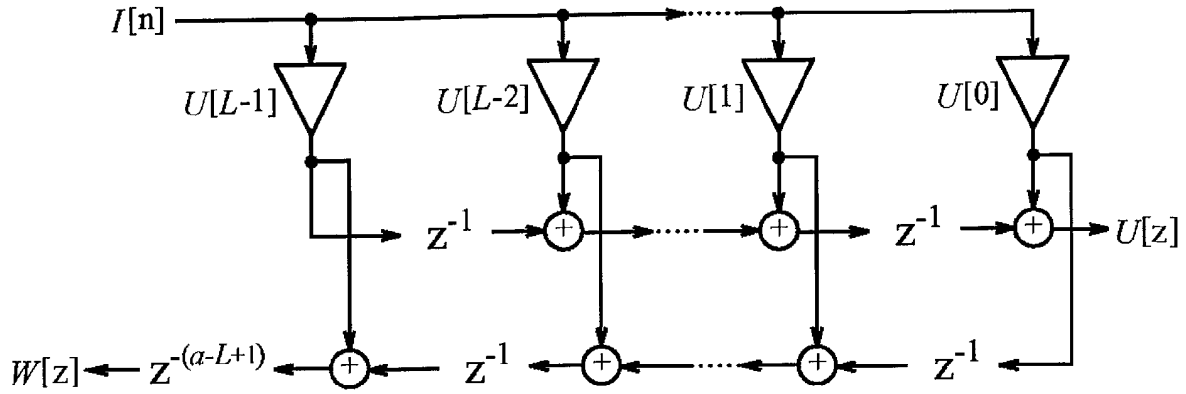 I[n]
U[L-1] U[L-2] U[1] U[0]
z⁻¹ + + z⁻¹ + U[z]
W[z] z⁻⁽ᵃ⁻ᴸ⁺¹⁾ + z⁻¹ + + z⁻¹